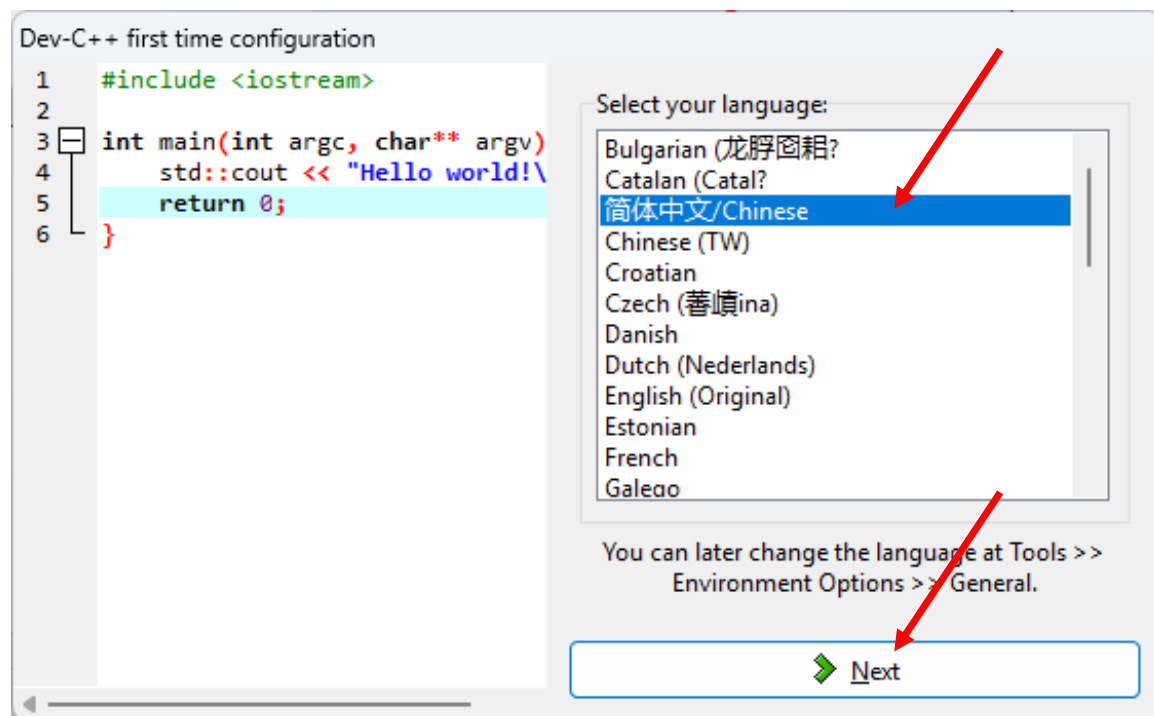 Dev-C++ first time configuration
1 #include <iostream>
2
3 int main(int argc, char** argv)
4 std::cout << "Hello world!\
5 return 0;
6 }
Select your language:
Bulgarian (龙脬囵耜?
Catalan (Catal?
简体中文/Chinese
Chinese (TW)
Croatian
Czech (萫巐ina)
Danish
Dutch (Nederlands)
English (Original)
Estonian
French
Galego
You can later change the language at Tools >>
Environment Options >> General.
Next